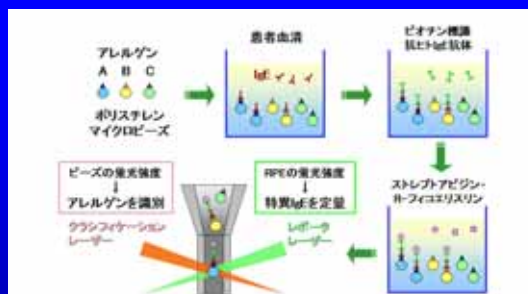 アレルゲン
A B C
ポリスチレン
マイクロビーズ
患者血清
IgE
ビオチン標識
抗ヒトIgE抗体
ストレプトアビジン・
R-フィコエリスリン
RPEの蛍光強度
↓
特異IgEを定量
レポータ
レーザー
ビーズの蛍光強度
↓
アレルゲンを識別
クラシフィケーション
レーザー